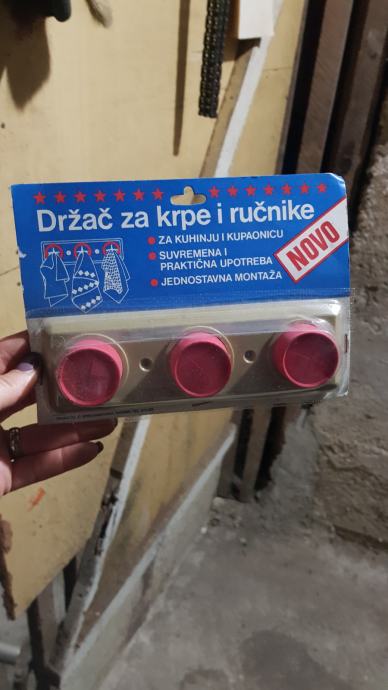 Držač za krpe i ručnike
ZA KUHINJU I KUPAONICU
SUVREMENA I
PRAKTIČNA UPOTREBA
JEDNOSTAVNA MONTAŽA
NOVO